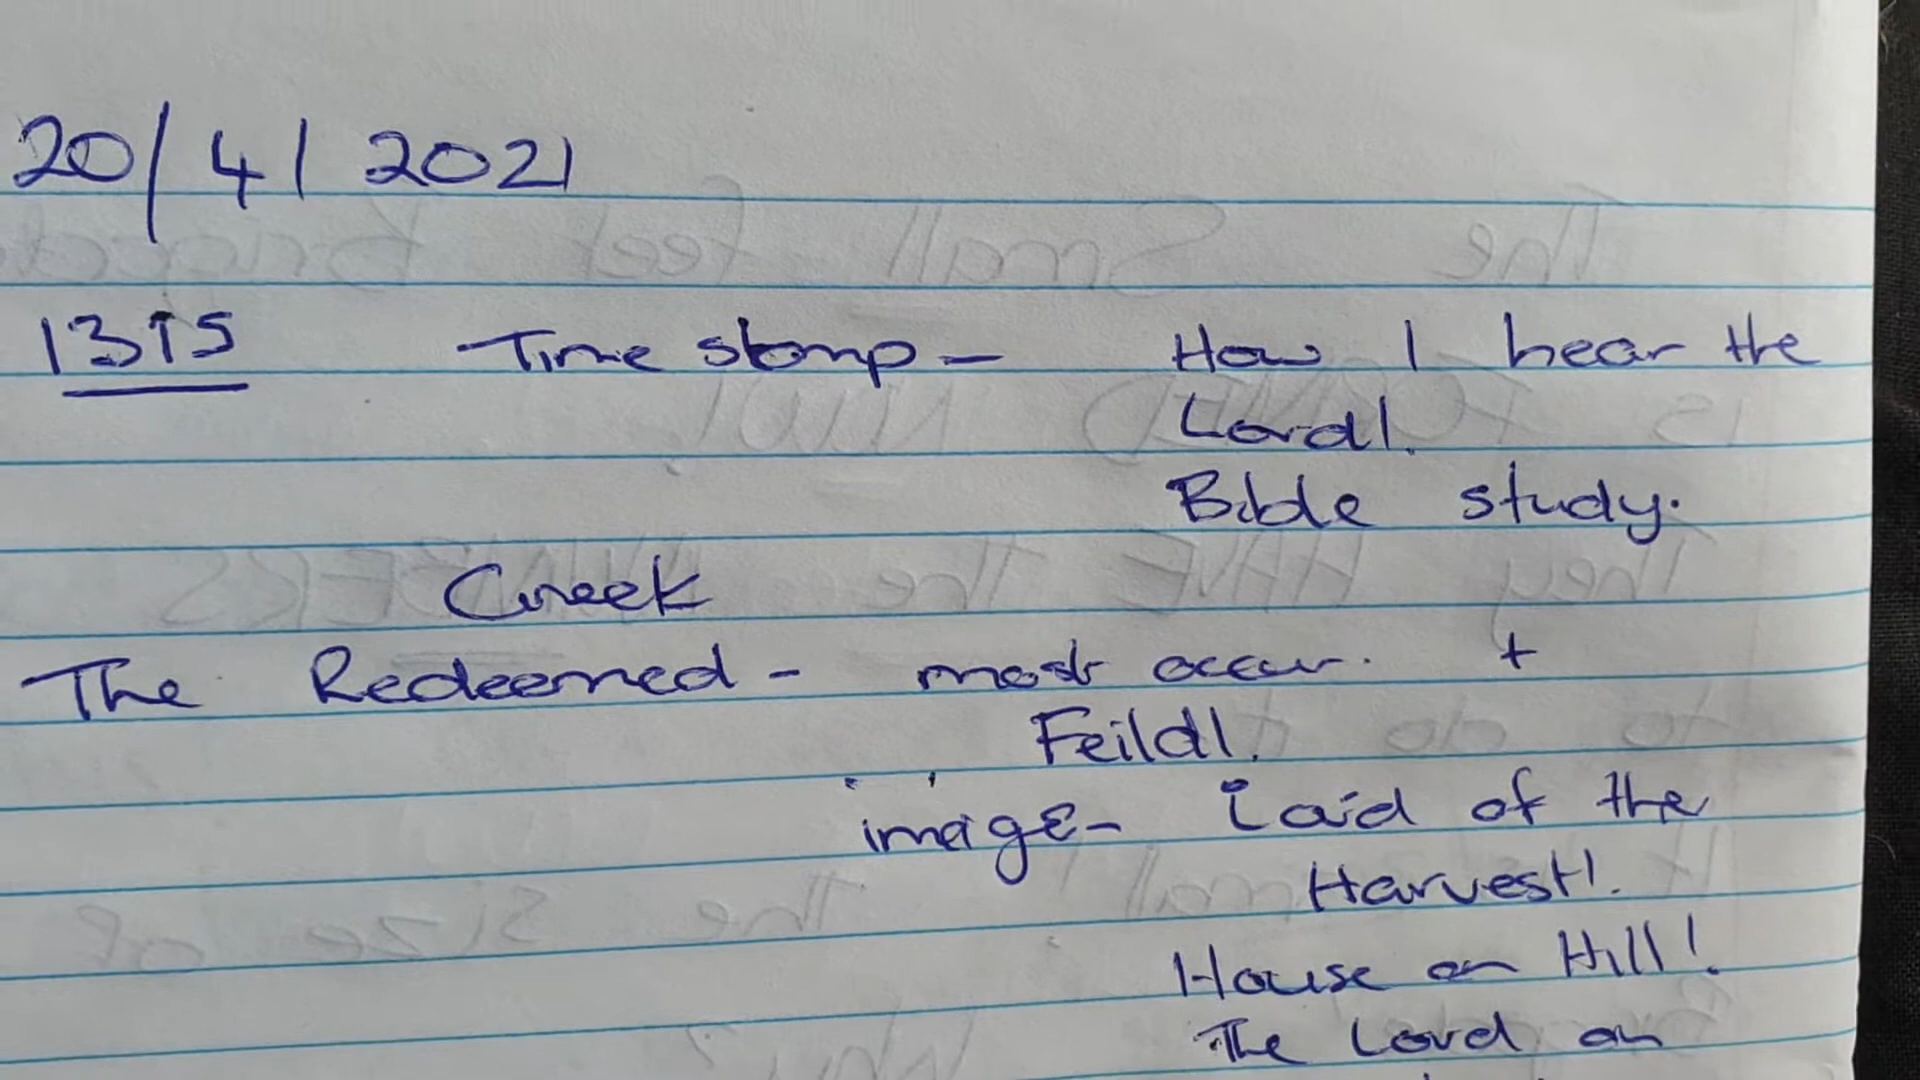 20/4/2021
1315 Time stamp - How I hear the
Lord!
Bible study.
Creek
The Redeemed - most occur. +
Feild!
image - Laid of the
Harvest!
House on Hill!
The Lord on